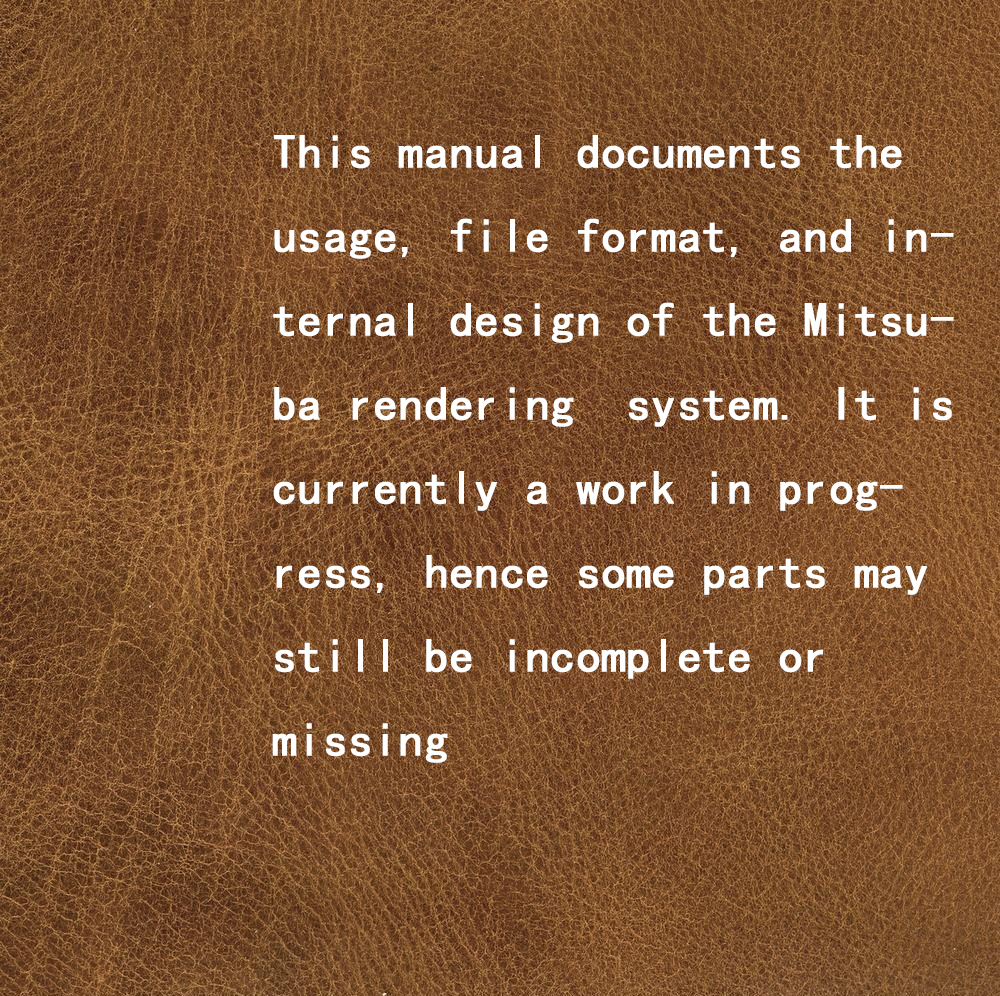 This manual documents the
usage, file format, and in-
ternal design of the Mitsu-
ba rendering system. It is
currently a work in prog-
ress, hence some parts may
still be incomplete or
missing